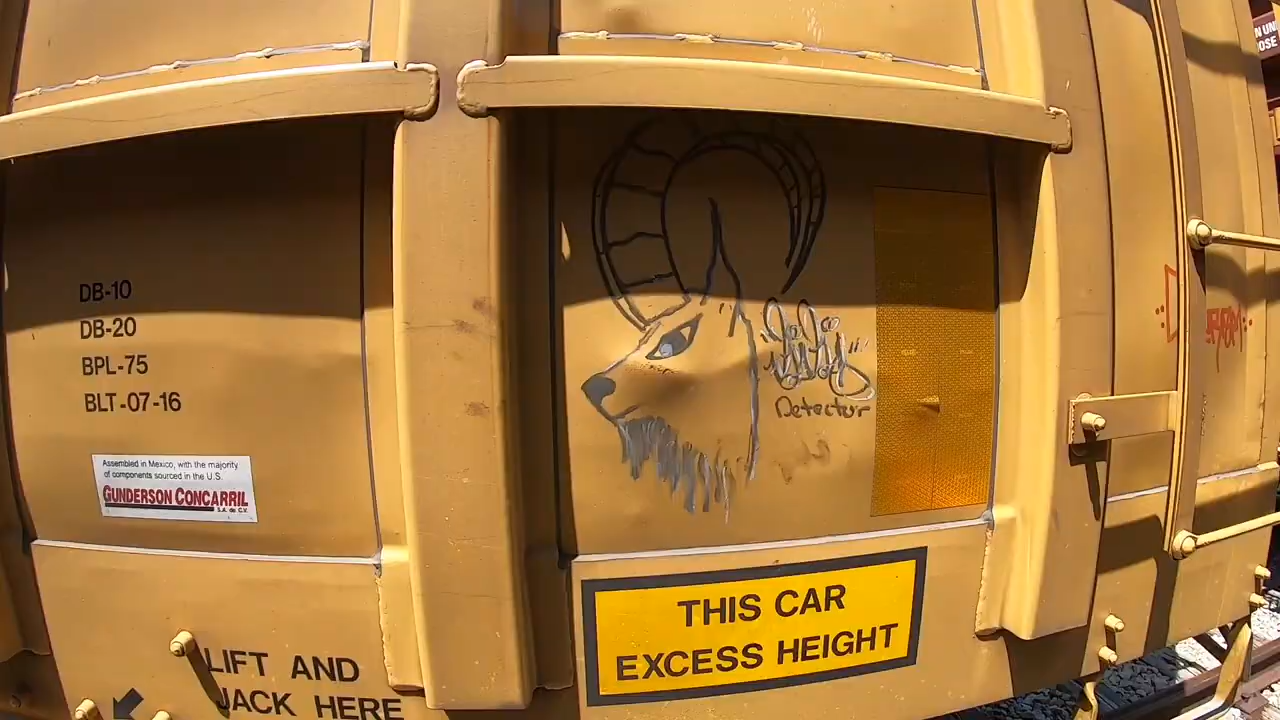 DB-10
DB-20
BPL-75
BLT-07-16
Assembled in Mexico, with the majority
of components sourced in the U.S.
GUNDERSON CONCARRIL
S.A. de C.V.
LIFT AND
JACK HERE
Detector
THIS CAR
EXCESS HEIGHT